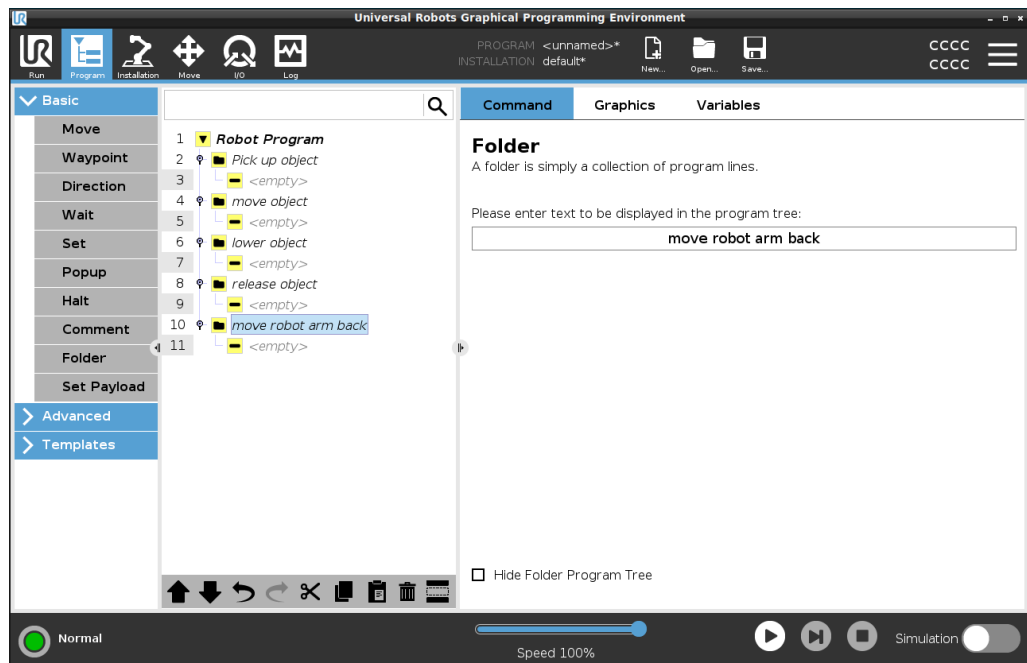 Universal Robots Graphical Programming Environment
UR
PROGRAM <unnamed>*
INSTALLATION default*
CCCC
CCCC
Run Program Installation Move I/O Log New... Open... Save...
Basic
Move
Waypoint
Direction
Wait
Set
Popup
Halt
Comment
Folder
Set Payload
Advanced
Templates
1 Robot Program
2 Pick up object
3 <empty>
4 move object
5 <empty>
6 lower object
7 <empty>
8 release object
9 <empty>
10 move robot arm back
11 <empty>
Command Graphics Variables
Folder
A folder is simply a collection of program lines.
Please enter text to be displayed in the program tree:
move robot arm back
Hide Folder Program Tree
Normal
Speed 100%
Simulation